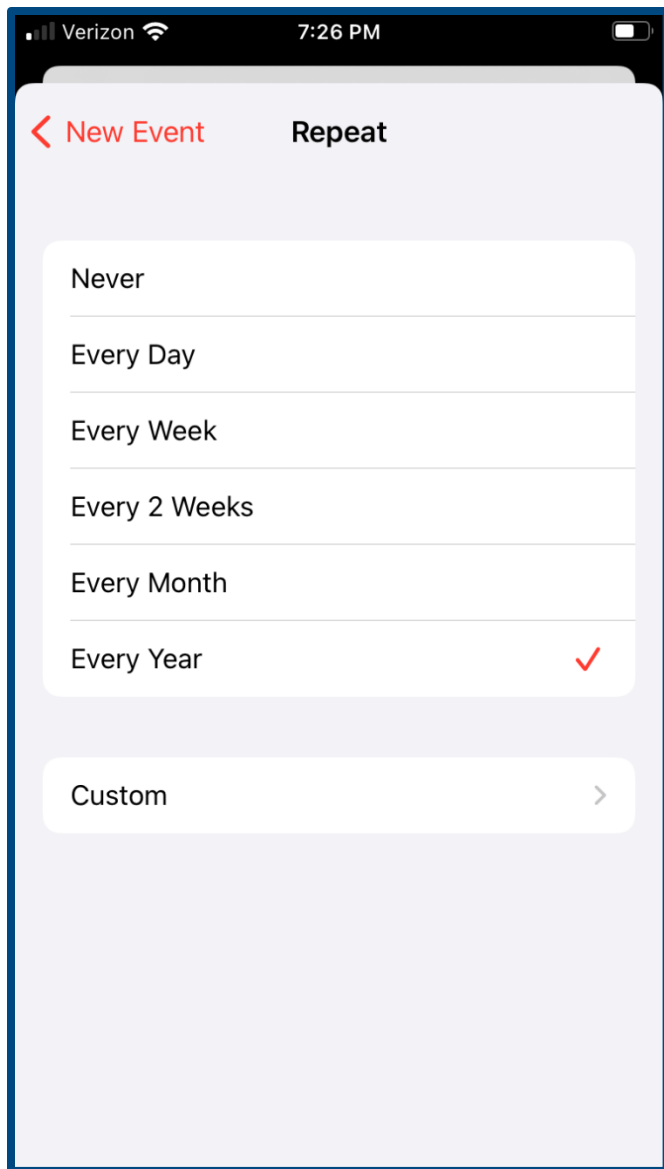 Verizon 7:26 PM
New Event Repeat
Never
Every Day
Every Week
Every 2 Weeks
Every Month
Every Year
Custom